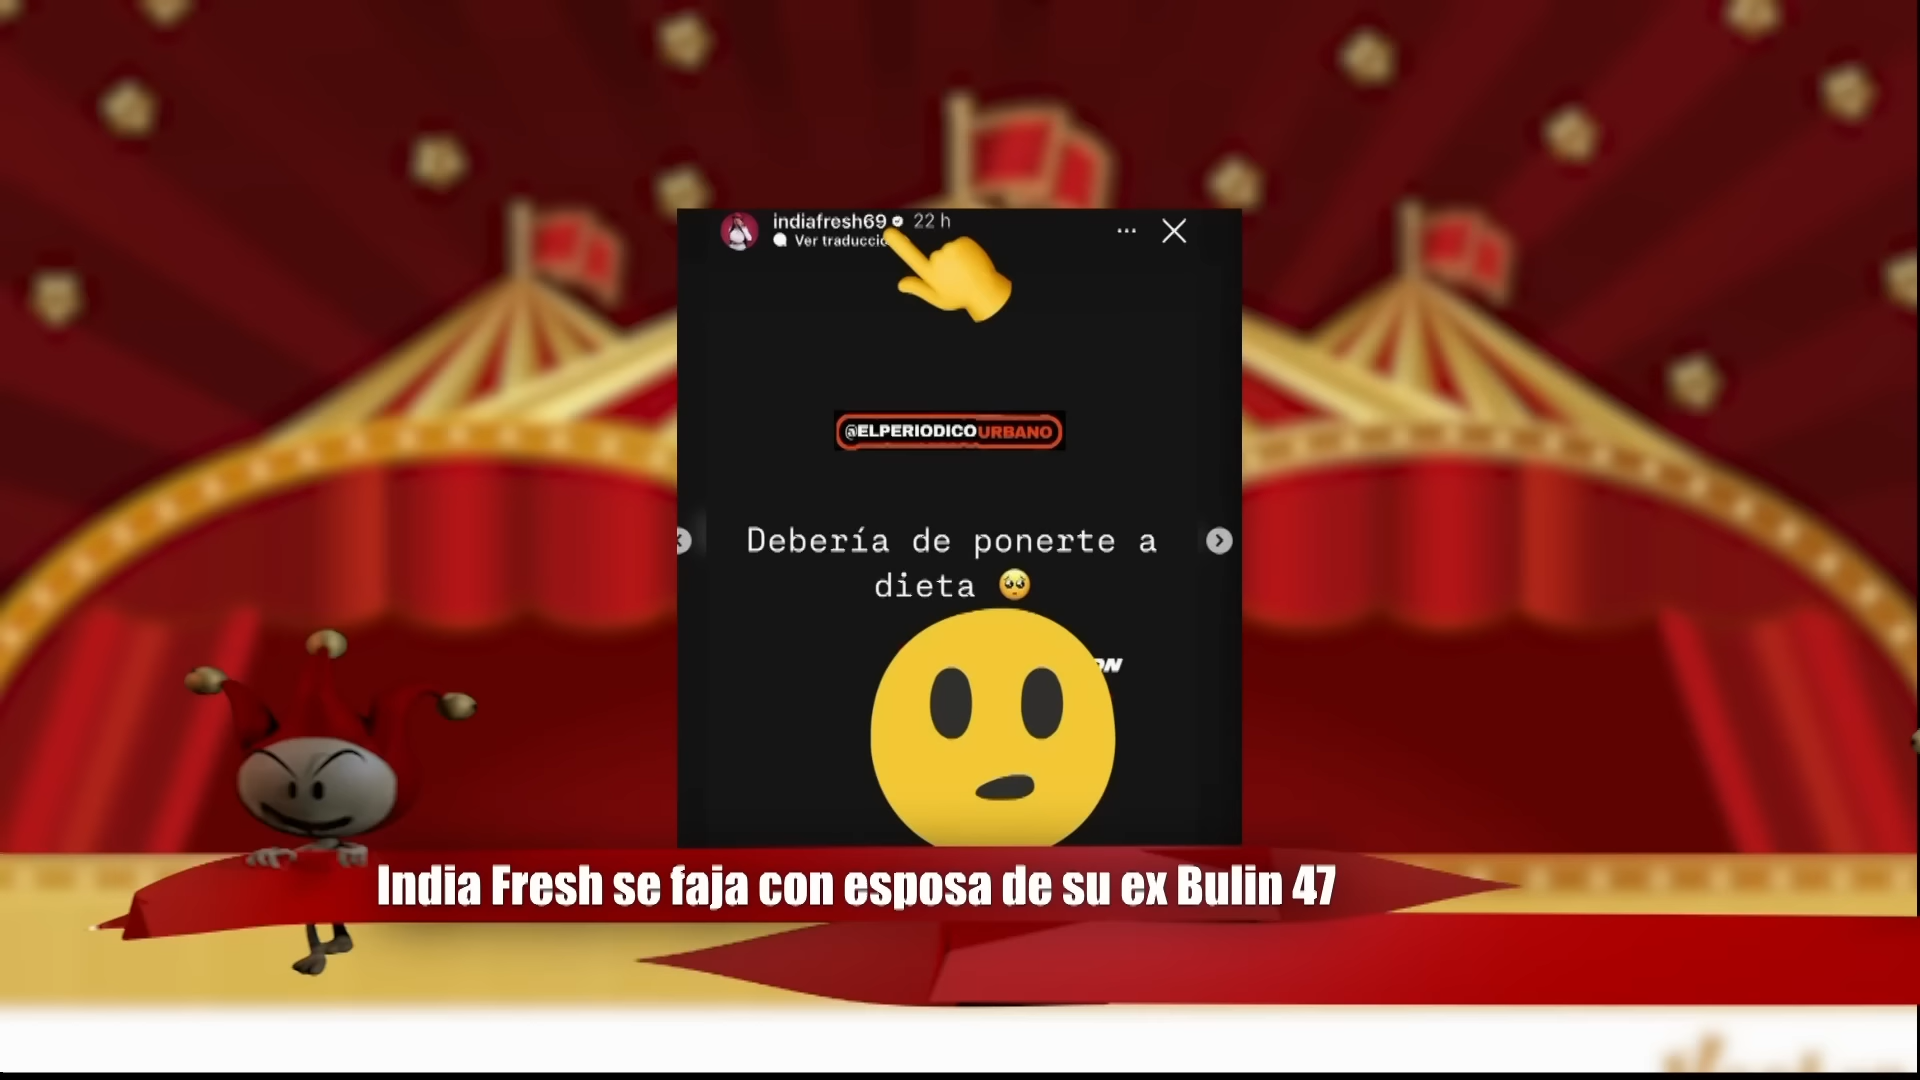 indiafresh69 22 h
Ver traducció
@ELPERIODICOURBANO
Debería de ponerte a
dieta
ON
India Fresh se faja con esposa de su ex Bulin 47